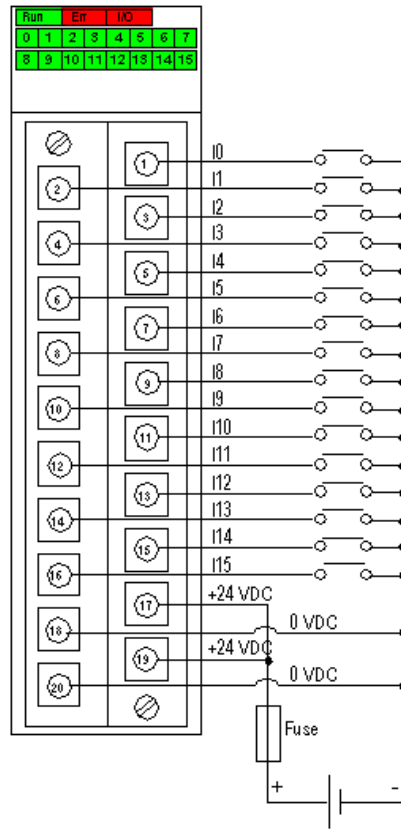 Run Err I/O
0 1 2 3 4 5 6 7
8 9 10 11 12 13 14 15
1 I0
2 I1
3 I2
4 I3
5 I4
6 I5
7 I6
8 I7
9 I8
10 I9
11 I10
12 I11
13 I12
14 I13
15 I14
16 I15
17 +24 VDC
18 0 VDC
19 +24 VDC
20 0 VDC
Fuse
+ -